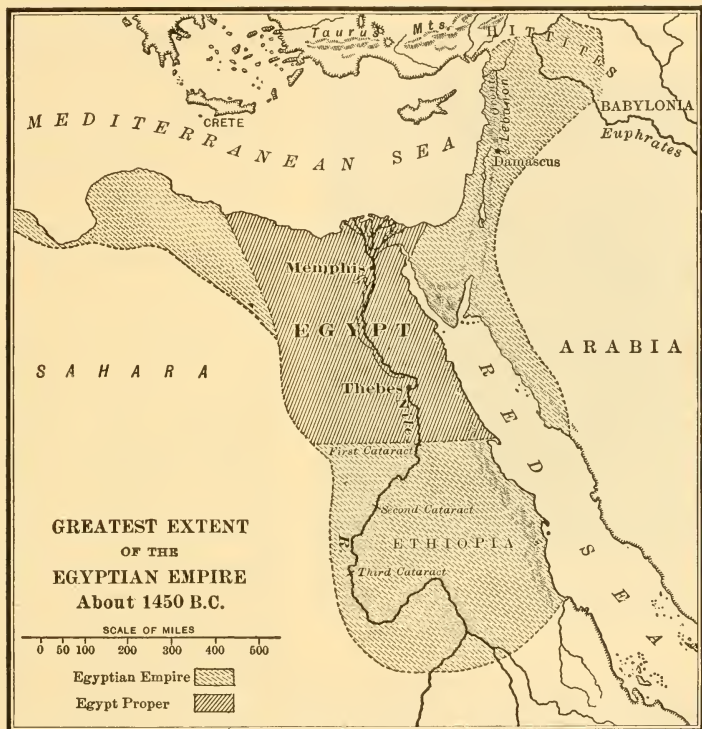 Taurus Mts.
HITTITES
BABYLONIA
Euphrates
CRETE
Orontes
Lebanon
Damascus
MEDITERRANEAN SEA
Memphis
EGYPT
ARABIA
SAHARA
Thebes
Nile
RED SEA
First Cataract
Second Cataract
ETHIOPIA
R.
Third Cataract
GREATEST EXTENT
OF THE
EGYPTIAN EMPIRE
About 1450 B.C.
SCALE OF MILES
0 50 100 200 300 400 500
Egyptian Empire
Egypt Proper